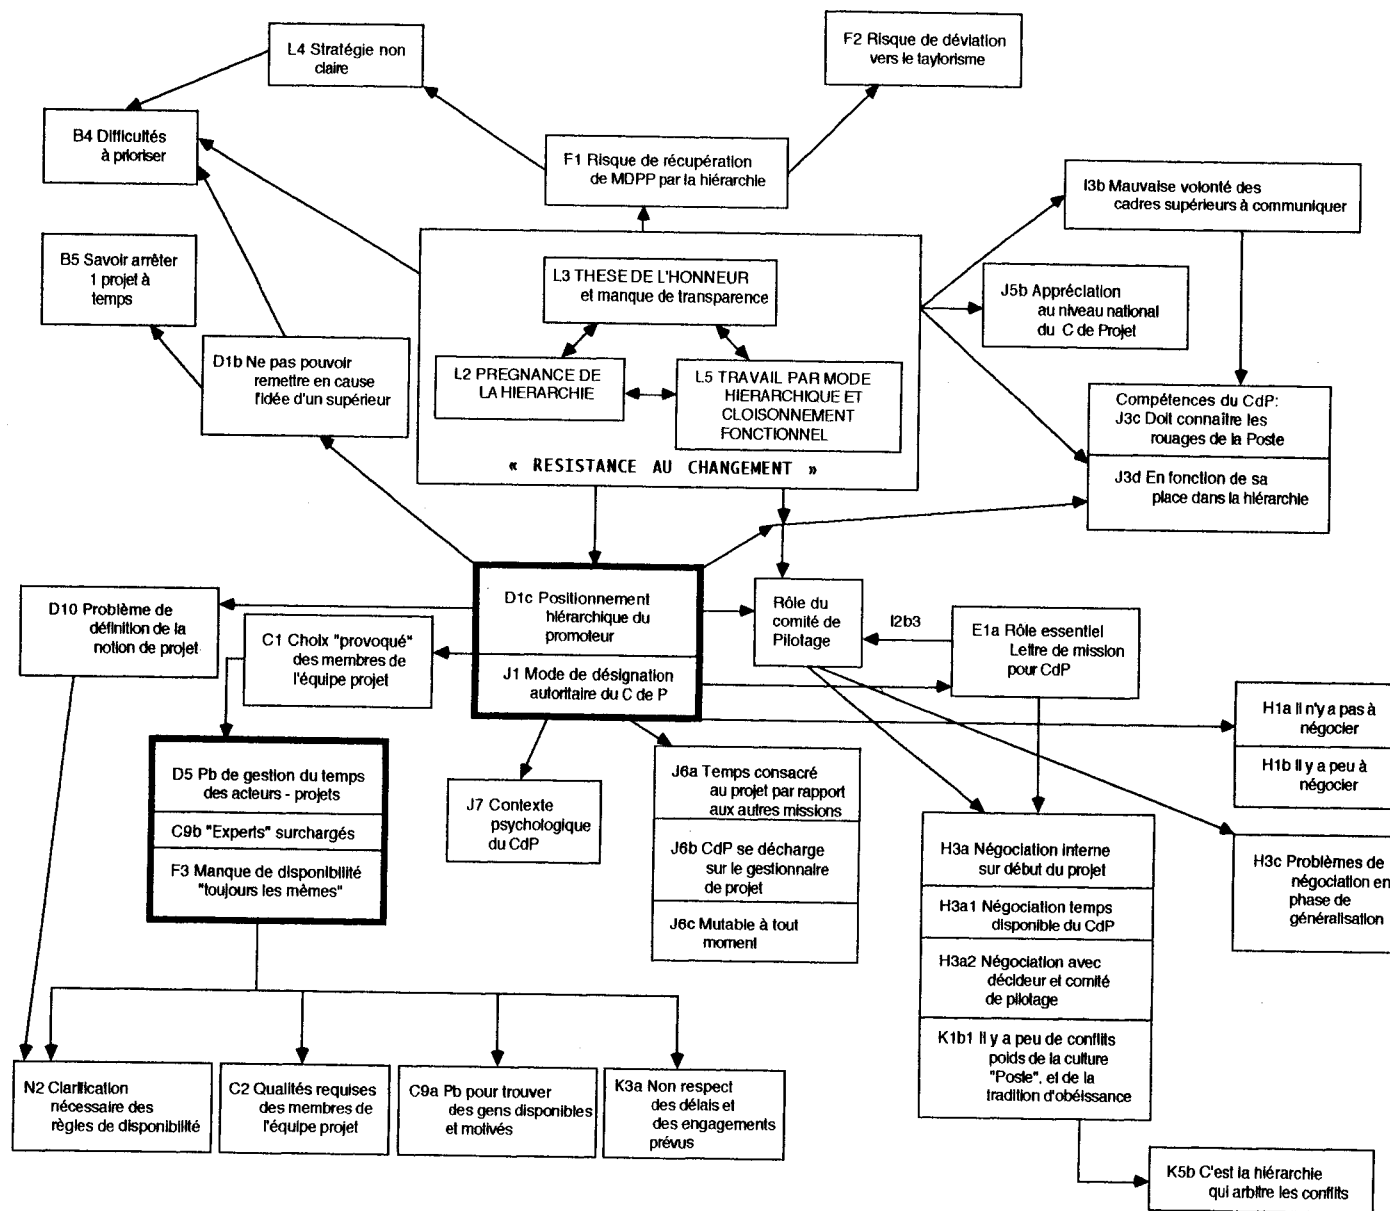 L4 Stratégie non
claire
F2 Risque de déviation
vers le taylorisme
B4 Difficultés
à prioriser
F1 Risque de récupération
de MDPP par la hiérarchie
I3b Mauvaise volonté des
cadres supérieurs à communiquer
B5 Savoir arrêter
1 projet à
temps
L3 THESE DE L'HONNEUR
et manque de transparence
J5b Appréciation
au niveau national
du C de Projet
D1b Ne pas pouvoir
remettre en cause
l'idée d'un supérieur
L2 PREGNANCE DE
LA HIERARCHIE
L5 TRAVAIL PAR MODE
HIERARCHIQUE ET
CLOISONNEMENT
FONCTIONNEL
« RESISTANCE AU CHANGEMENT »
Compétences du CdP:
J3c Doit connaître les
rouages de la Poste
J3d En fonction de sa
place dans la hiérarchie
D10 Problème de
définition de la
notion de projet
C1 Choix "provoqué"
des membres de
l'équipe projet
D1c Positionnement
hiérarchique du
promoteur
J1 Mode de désignation
autoritaire du C de P
Rôle du
comité de
Pilotage
I2b3
E1a Rôle essentiel
Lettre de mission
pour CdP
H1a Il n'y a pas à
négocier
H1b Il y a peu à
négocier
D5 Pb de gestion du temps
des acteurs - projets
C9b "Experts" surchargés
F3 Manque de disponibilité
"toujours les mêmes"
J7 Contexte
psychologique
du CdP
J6a Temps consacré
au projet par rapport
aux autres missions
J6b CdP se décharge
sur le gestionnaire
de projet
J6c Mutable à tout
moment
H3a Négociation interne
sur début du projet
H3a1 Négociation temps
disponible du CdP
H3a2 Négociation avec
décideur et comité
de pilotage
K1b1 Il y a peu de conflits
poids de la culture
"Poste", et de la
tradition d'obéissance
H3c Problèmes de
négociation en
phase de
généralisation
N2 Clarification
nécessaire des
règles de disponibilité
C2 Qualités requises
des membres de
l'équipe projet
C9a Pb pour trouver
des gens disponibles
et motivés
K3a Non respect
des délais et
des engagements
prévus
K5b C'est la hiérarchie
qui arbitre les conflits